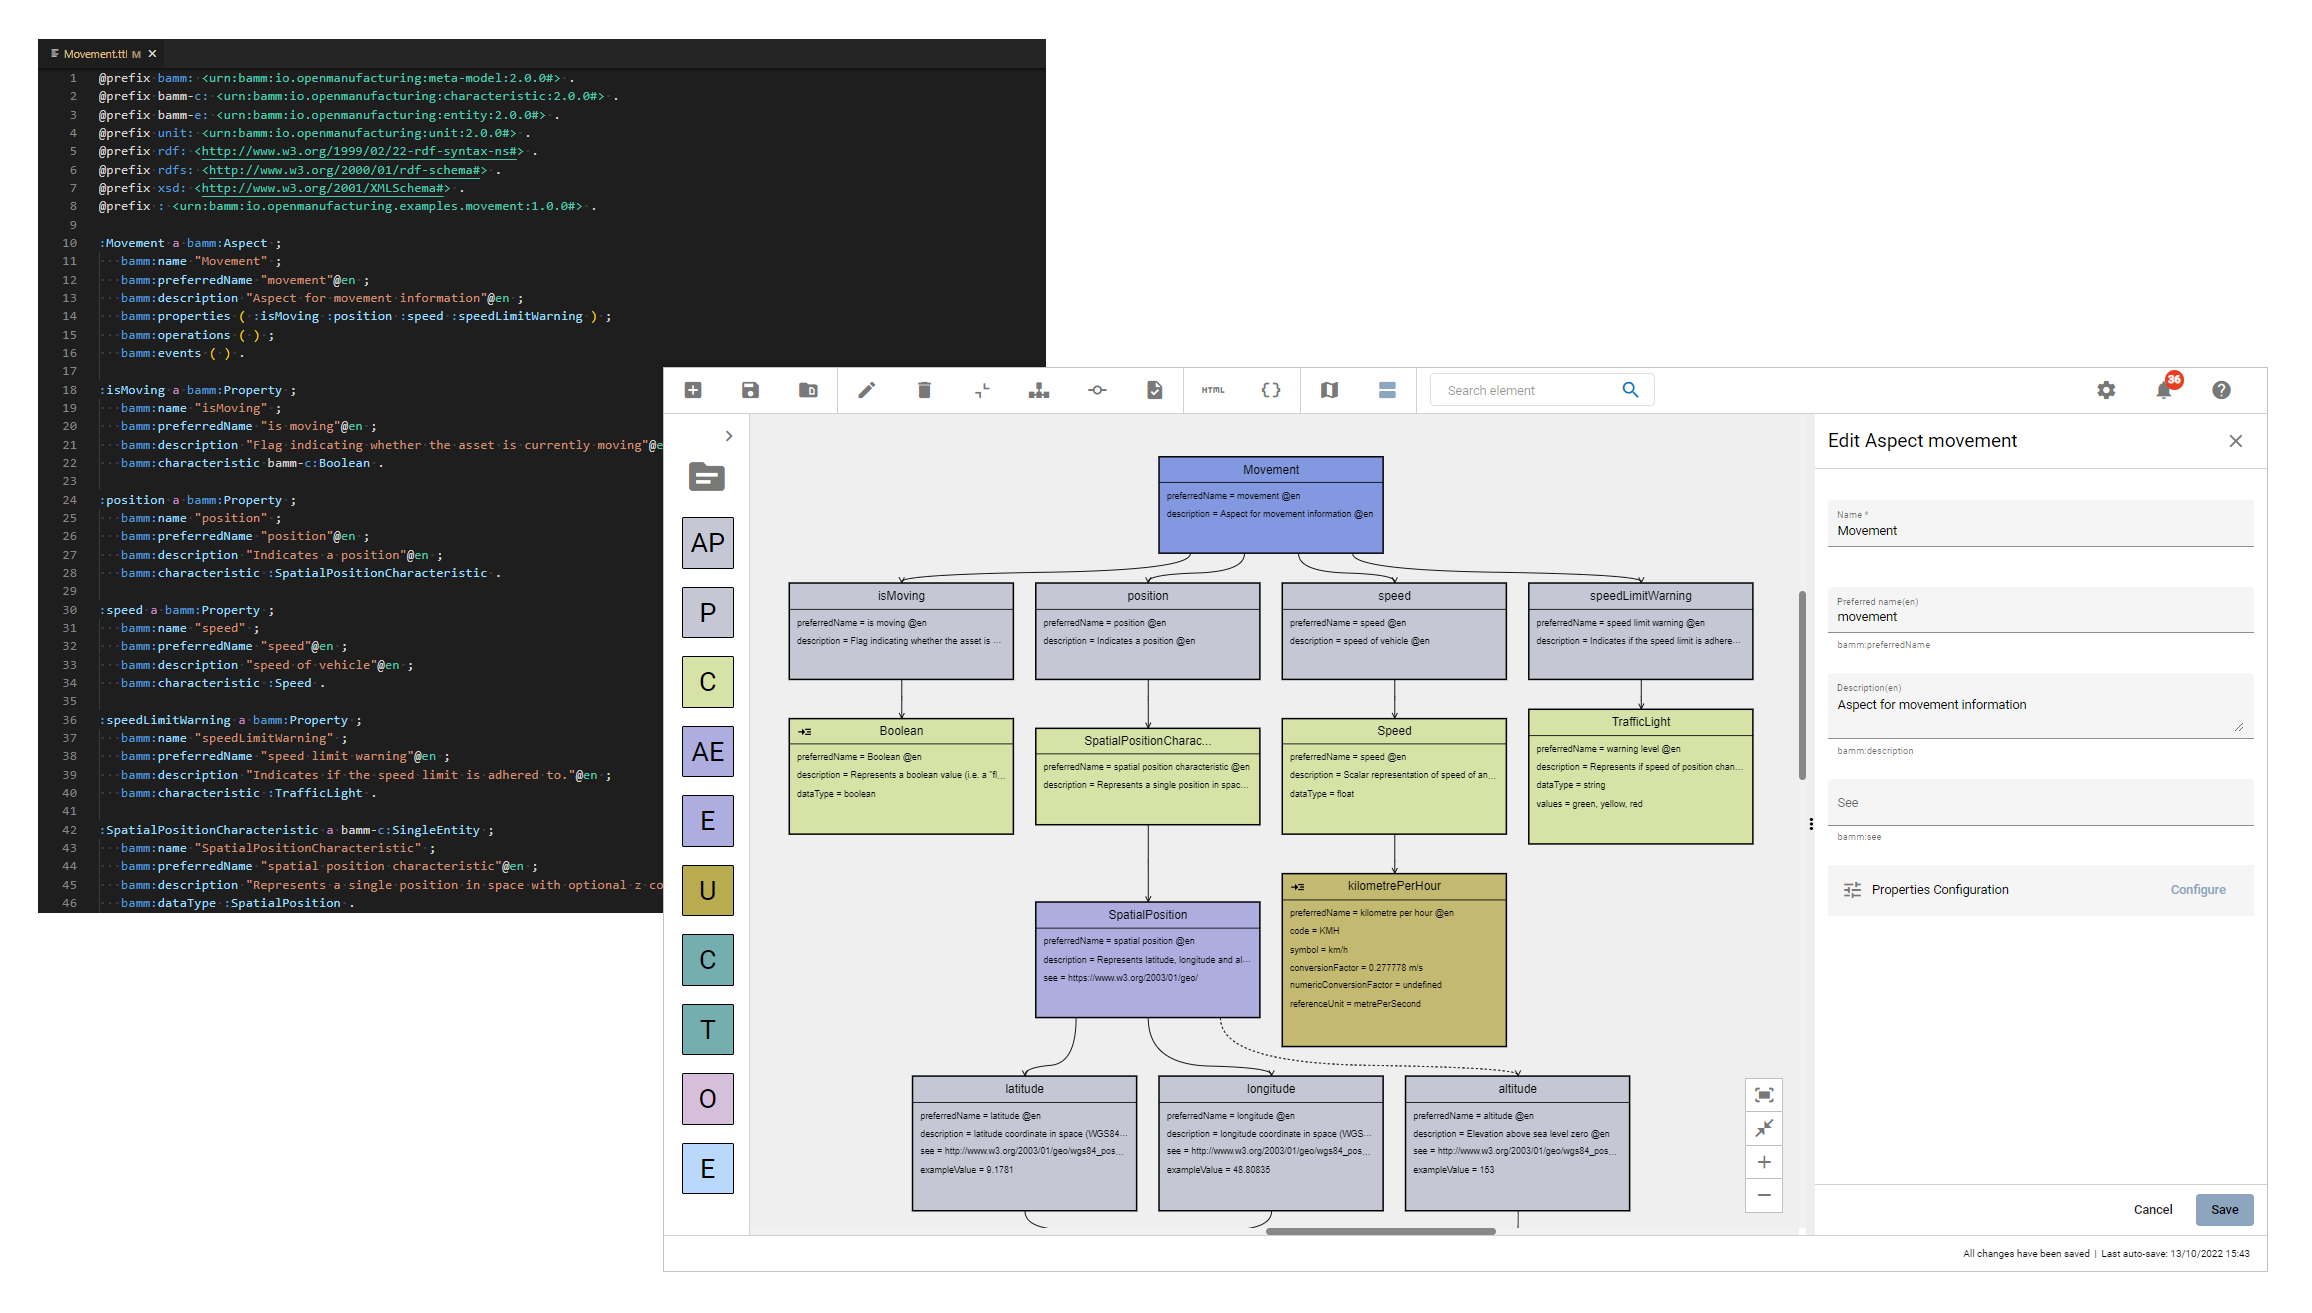 Movement.ttl M ×
1 @prefix bamm: <urn:bamm:io.openmanufacturing:meta-model:2.0.0#> .
2 @prefix bamm-c: <urn:bamm:io.openmanufacturing:characteristic:2.0.0#> .
3 @prefix bamm-e: <urn:bamm:io.openmanufacturing:entity:2.0.0#> .
4 @prefix unit: <urn:bamm:io.openmanufacturing:unit:2.0.0#> .
5 @prefix rdf: <http://www.w3.org/1999/02/22-rdf-syntax-ns#> .
6 @prefix rdfs: <http://www.w3.org/2000/01/rdf-schema#> .
7 @prefix xsd: <http://www.w3.org/2001/XMLSchema#> .
8 @prefix : <urn:bamm:io.openmanufacturing.examples.movement:1.0.0#> .
9
10 :Movement a bamm:Aspect ;
11 bamm:name "Movement" ;
12 bamm:preferredName "movement"@en ;
13 bamm:description "Aspect for movement information"@en ;
14 bamm:properties ( :isMoving :position :speed :speedLimitWarning ) ;
15 bamm:operations ( ) ;
16 bamm:events ( ) .
17
18 :isMoving a bamm:Property ;
19 bamm:name "isMoving" ;
20 bamm:preferredName "is moving"@en ;
21 bamm:description "Flag indicating whether the asset is currently moving"@e
22 bamm:characteristic bamm-c:Boolean .
23
24 :position a bamm:Property ;
25 bamm:name "position" ;
26 bamm:preferredName "position"@en ;
27 bamm:description "Indicates a position"@en ;
28 bamm:characteristic :SpatialPositionCharacteristic .
29
30 :speed a bamm:Property ;
31 bamm:name "speed" ;
32 bamm:preferredName "speed"@en ;
33 bamm:description "speed of vehicle"@en ;
34 bamm:characteristic :Speed .
35
36 :speedLimitWarning a bamm:Property ;
37 bamm:name "speedLimitWarning" ;
38 bamm:preferredName "speed limit warning"@en ;
39 bamm:description "Indicates if the speed limit is adhered to."@en ;
40 bamm:characteristic :TrafficLight .
41
42 :SpatialPositionCharacteristic a bamm-c:SingleEntity ;
43 bamm:name "SpatialPositionCharacteristic" ;
44 bamm:preferredName "spatial position characteristic"@en ;
45 bamm:description "Represents a single position in space with optional z co
46 bamm:dataType :SpatialPosition .
HTML
{}
Search element
36
AP
P
C
AE
E
U
C
T
O
E
Movement
preferredName = movement @en
description = Aspect for movement information @en
isMoving
preferredName = is moving @en
description = Flag indicating whether the asset is ...
position
preferredName = position @en
description = Indicates a position @en
speed
preferredName = speed @en
description = speed of vehicle @en
speedLimitWarning
preferredName = speed limit warning @en
description = Indicates if the speed limit is adhere...
Boolean
preferredName = Boolean @en
description = Represents a boolean value (i.e. a "fl...
dataType = boolean
SpatialPositionCharac...
preferredName = spatial position characteristic @en
description = Represents a single position in spac...
Speed
preferredName = speed @en
description = Scalar representation of speed of an...
dataType = float
TrafficLight
preferredName = warning level @en
description = Represents if speed of position chan...
dataType = string
values = green, yellow, red
SpatialPosition
preferredName = spatial position @en
description = Represents latitude, longitude and al...
see = https://www.w3.org/2003/01/geo/
kilometrePerHour
preferredName = kilometre per hour @en
code = KMH
symbol = km/h
conversionFactor = 0.277778 m/s
numericConversionFactor = undefined
referenceUnit = metrePerSecond
latitude
preferredName = latitude @en
description = latitude coordinate in space (WGS84...
see = http://www.w3.org/2003/01/geo/wgs84_pos...
exampleValue = 9.1781
longitude
preferredName = longitude @en
description = longitude coordinate in space (WGS...
see = http://www.w3.org/2003/01/geo/wgs84_pos...
exampleValue = 48.80835
altitude
preferredName = altitude @en
description = Elevation above sea level zero @en
see = http://www.w3.org/2003/01/geo/wgs84_pos...
exampleValue = 153
Edit Aspect movement
Name *
Movement
Preferred name(en)
movement
bamm:preferredName
Description(en)
Aspect for movement information
bamm:description
See
bamm:see
Properties Configuration Configure
Cancel Save
All changes have been saved | Last auto-save: 13/10/2022 15:43